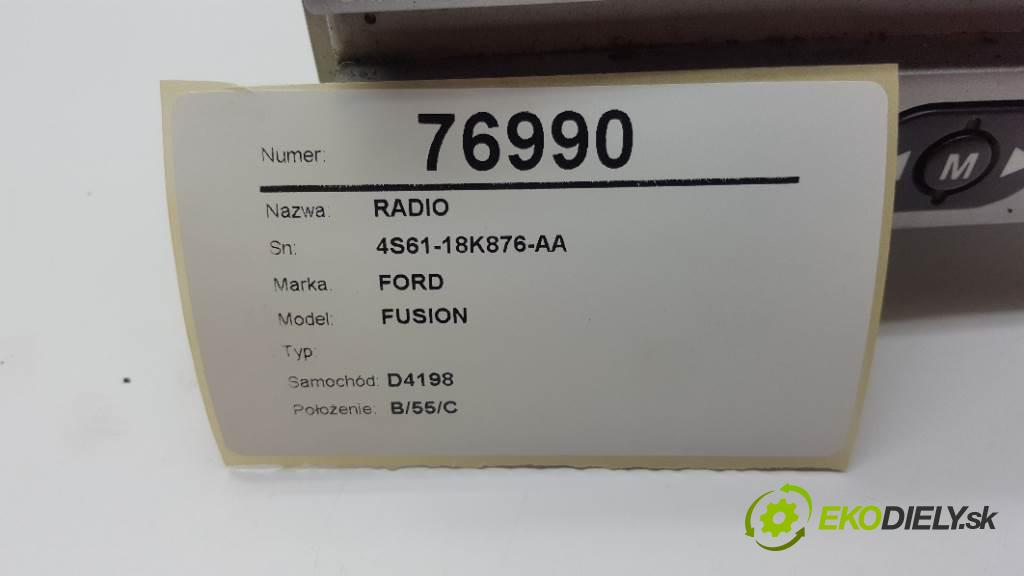 Numer: 76990
Nazwa: RADIO
Sn: 4S61-18K876-AA
Marka. FORD
Model: FUSION
Typ:
Samochód: D4198
Położenie: B/55/C
M
EKODIELY.sk